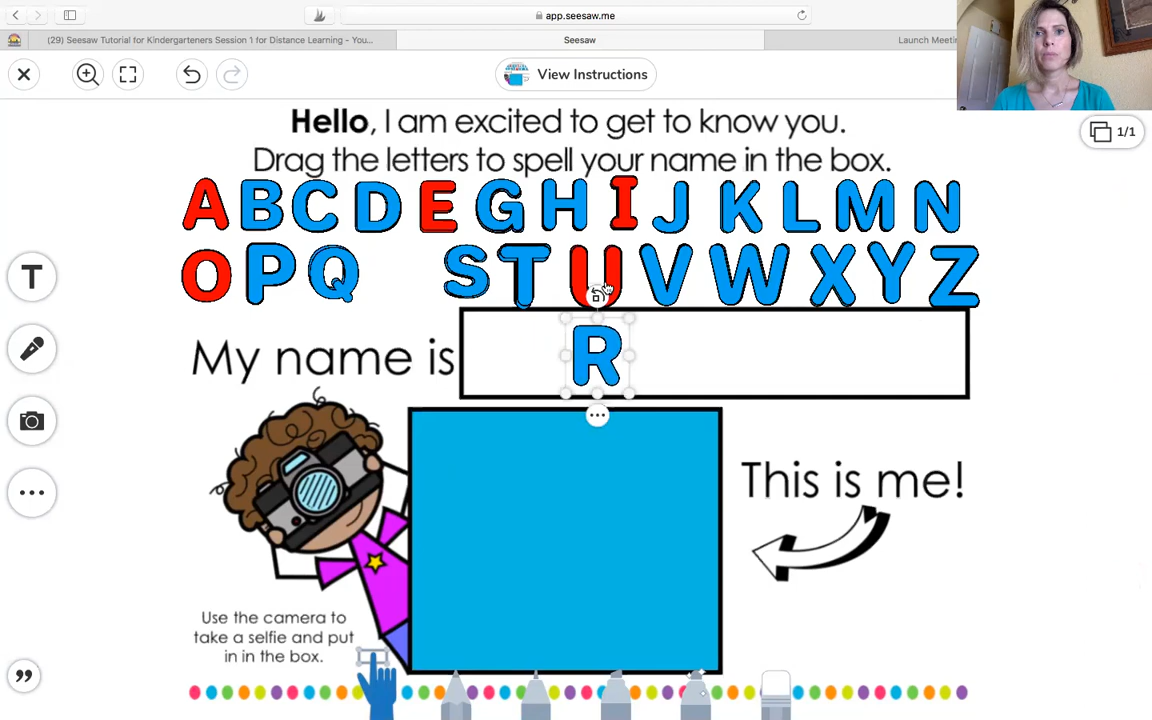 app.seesaw.me
(29) Seesaw Tutorial for Kindergarteners Session 1 for Distance Learning - You...
Seesaw
Launch Meetin
View Instructions
1/1
Hello, I am excited to get to know you.
Drag the letters to spell your name in the box.
A B C D E G H I J K L M N
O P Q S T U V W X Y Z
My name is R
T
This is me!
Use the camera to
take a selfie and put
in in the box.